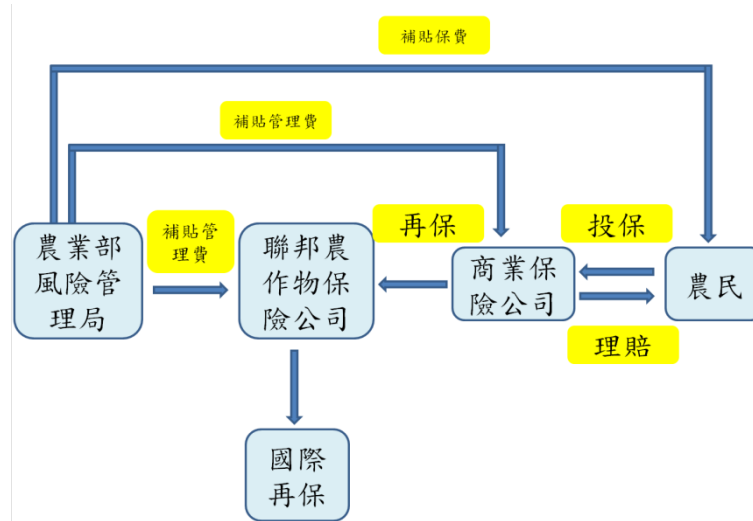 補貼保費
補貼管理費
農業部
風險管
理局
補貼管
理費
聯邦農
作物保
險公司
再保
商業保
險公司
投保
理賠
農民
國際
再保